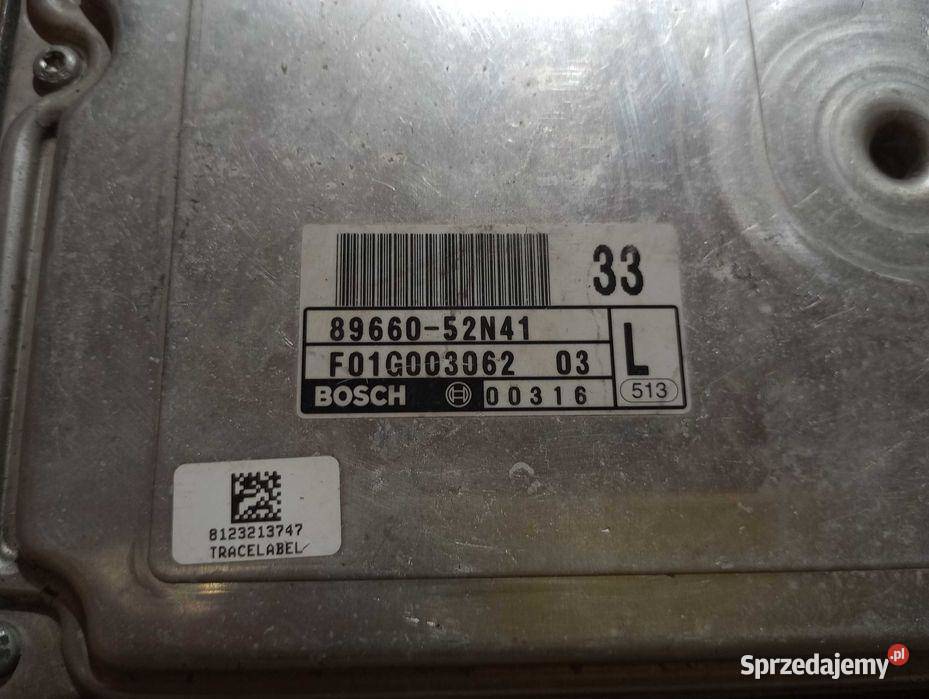 33
89660-52N41
F01G003062 03
L
BOSCH 00316
513
8123213747
TRACELABEL
Sprzedajemy.pl